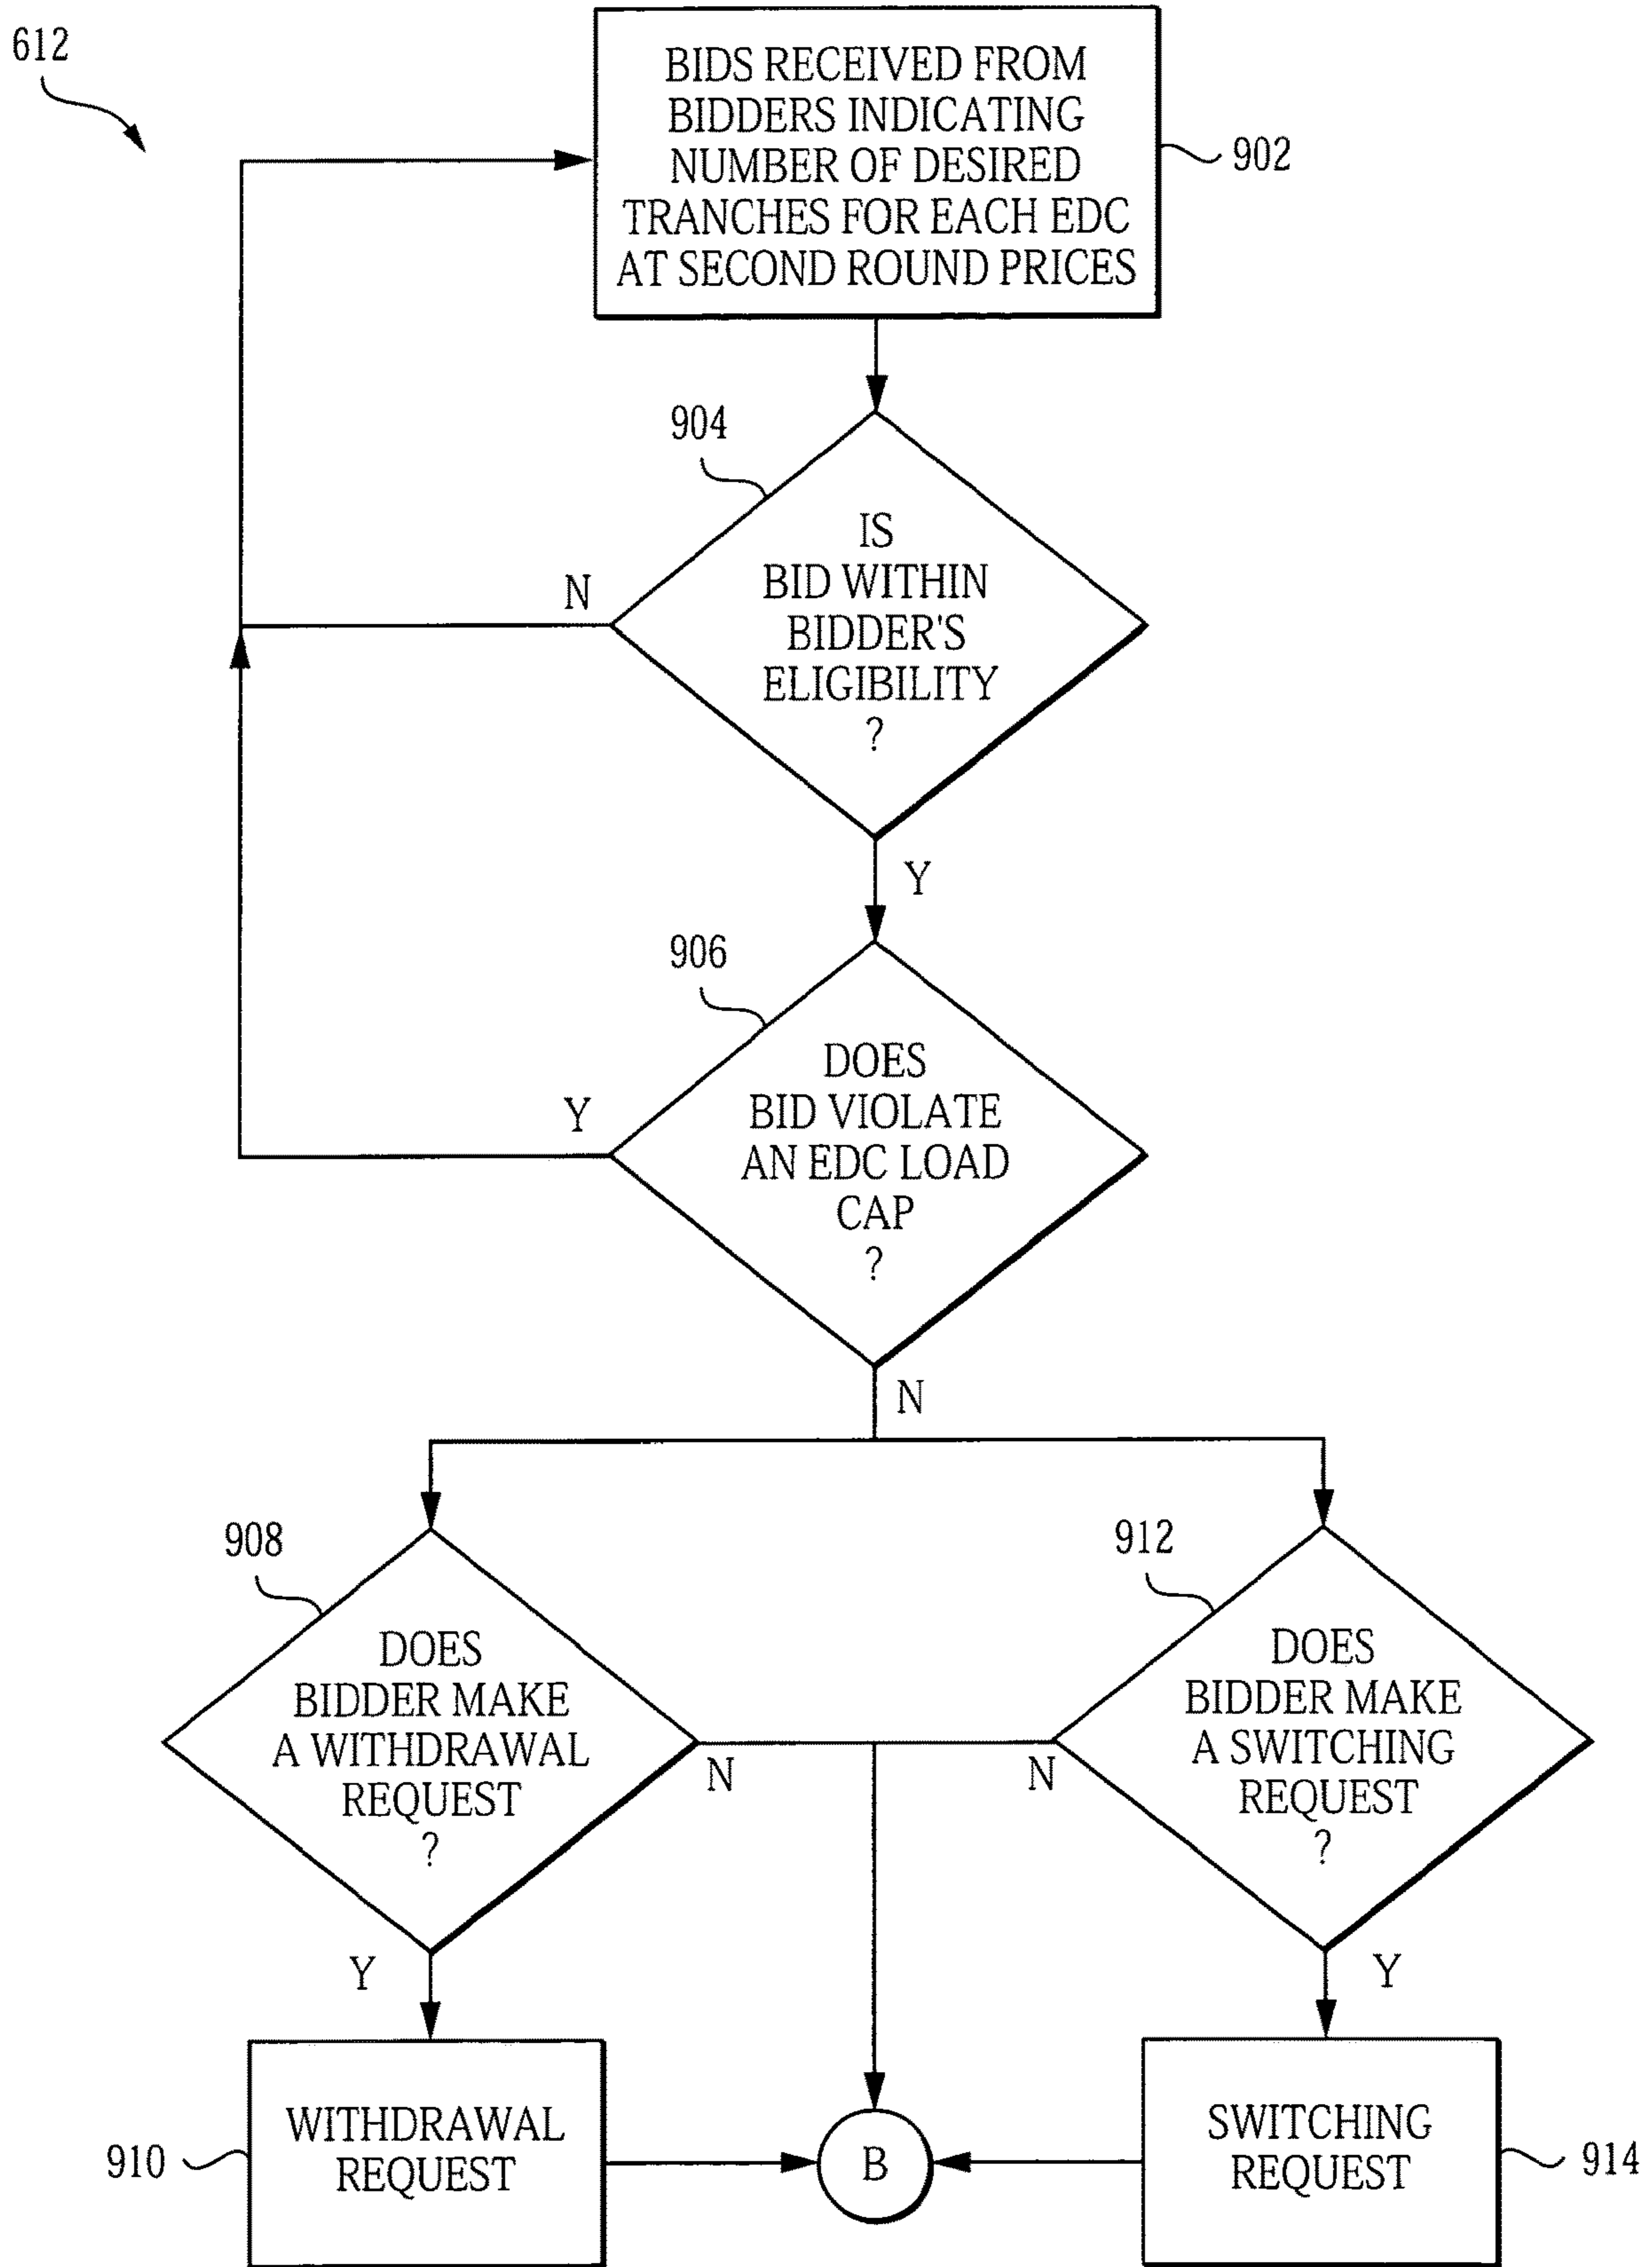 612
BIDS RECEIVED FROM
BIDDERS INDICATING
NUMBER OF DESIRED
TRANCHES FOR EACH EDC
AT SECOND ROUND PRICES
902
904
IS
BID WITHIN
BIDDER'S
ELIGIBILITY
?
N
Y
906
DOES
BID VIOLATE
AN EDC LOAD
CAP
?
Y
N
908
DOES
BIDDER MAKE
A WITHDRAWAL
REQUEST
?
N
Y
912
DOES
BIDDER MAKE
A SWITCHING
REQUEST
?
N
Y
910
WITHDRAWAL
REQUEST
B
SWITCHING
REQUEST
914